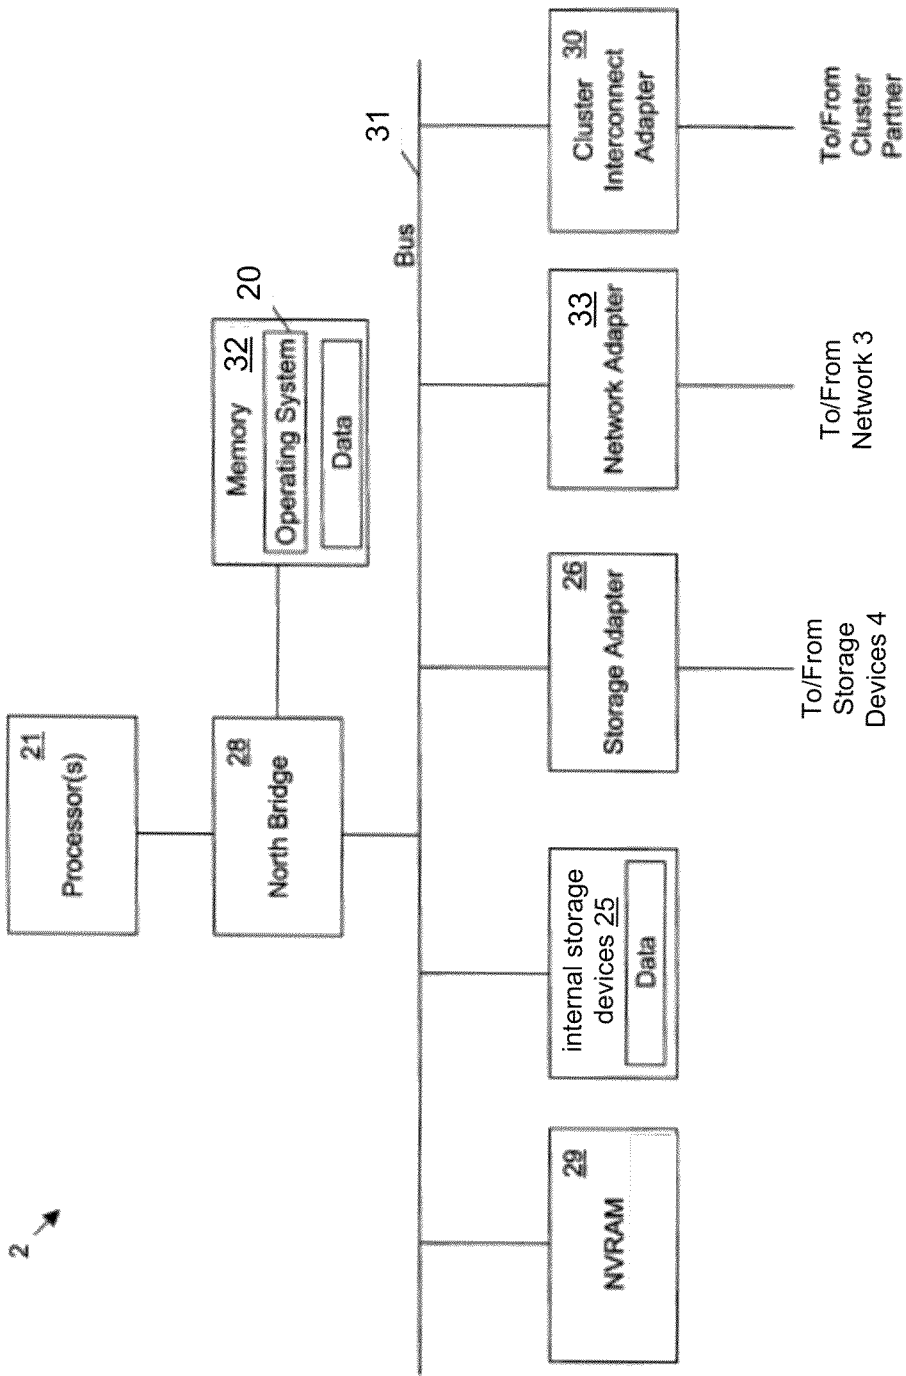 2
21
Processor(s)
28
North Bridge
Memory 32
20
Operating System
Data
Bus
31
29
NVRAM
internal storage
devices 25
Data
26
Storage Adapter
33
Network Adapter
30
Cluster
Interconnect
Adapter
To/From
Storage
Devices 4
To/From
Network 3
To/From
Cluster
Partner